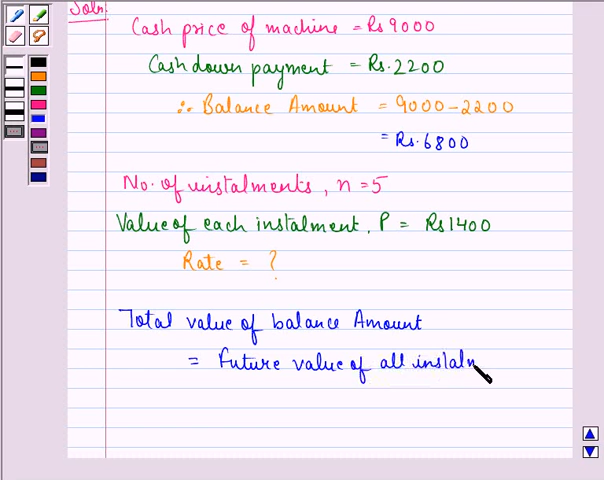 Soln:
Cash price of machine = Rs 9000
Cash down payment = Rs. 2200
∴ Balance Amount = 9000 - 2200
= Rs. 6800
No. of instalments, n = 5
Value of each instalment, P = Rs 1400
Rate = ?
Total value of balance Amount
= Future value of all instalm